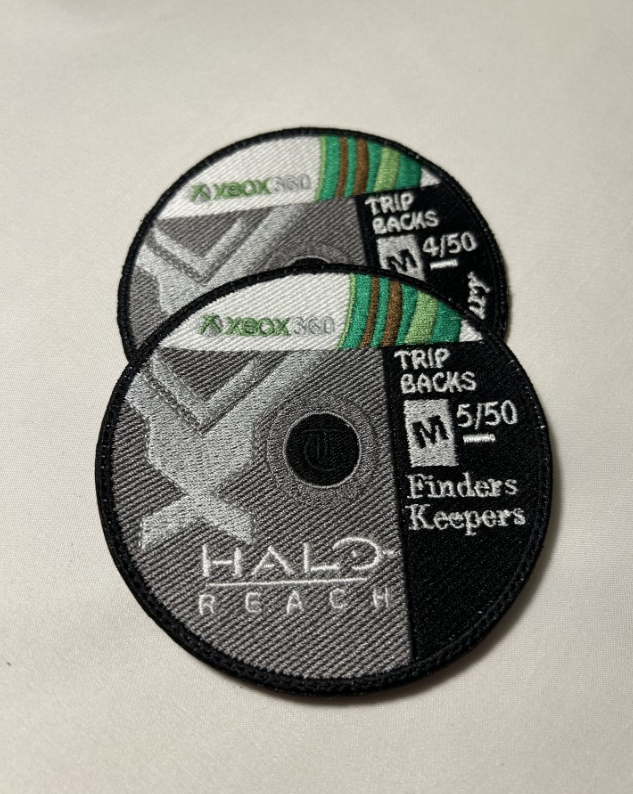 XBOX 360
TRIP
BACKS
M 4/50
XBOX 360
TRIP
BACKS
M 5/50
Finders
Keepers
HALO
REACH